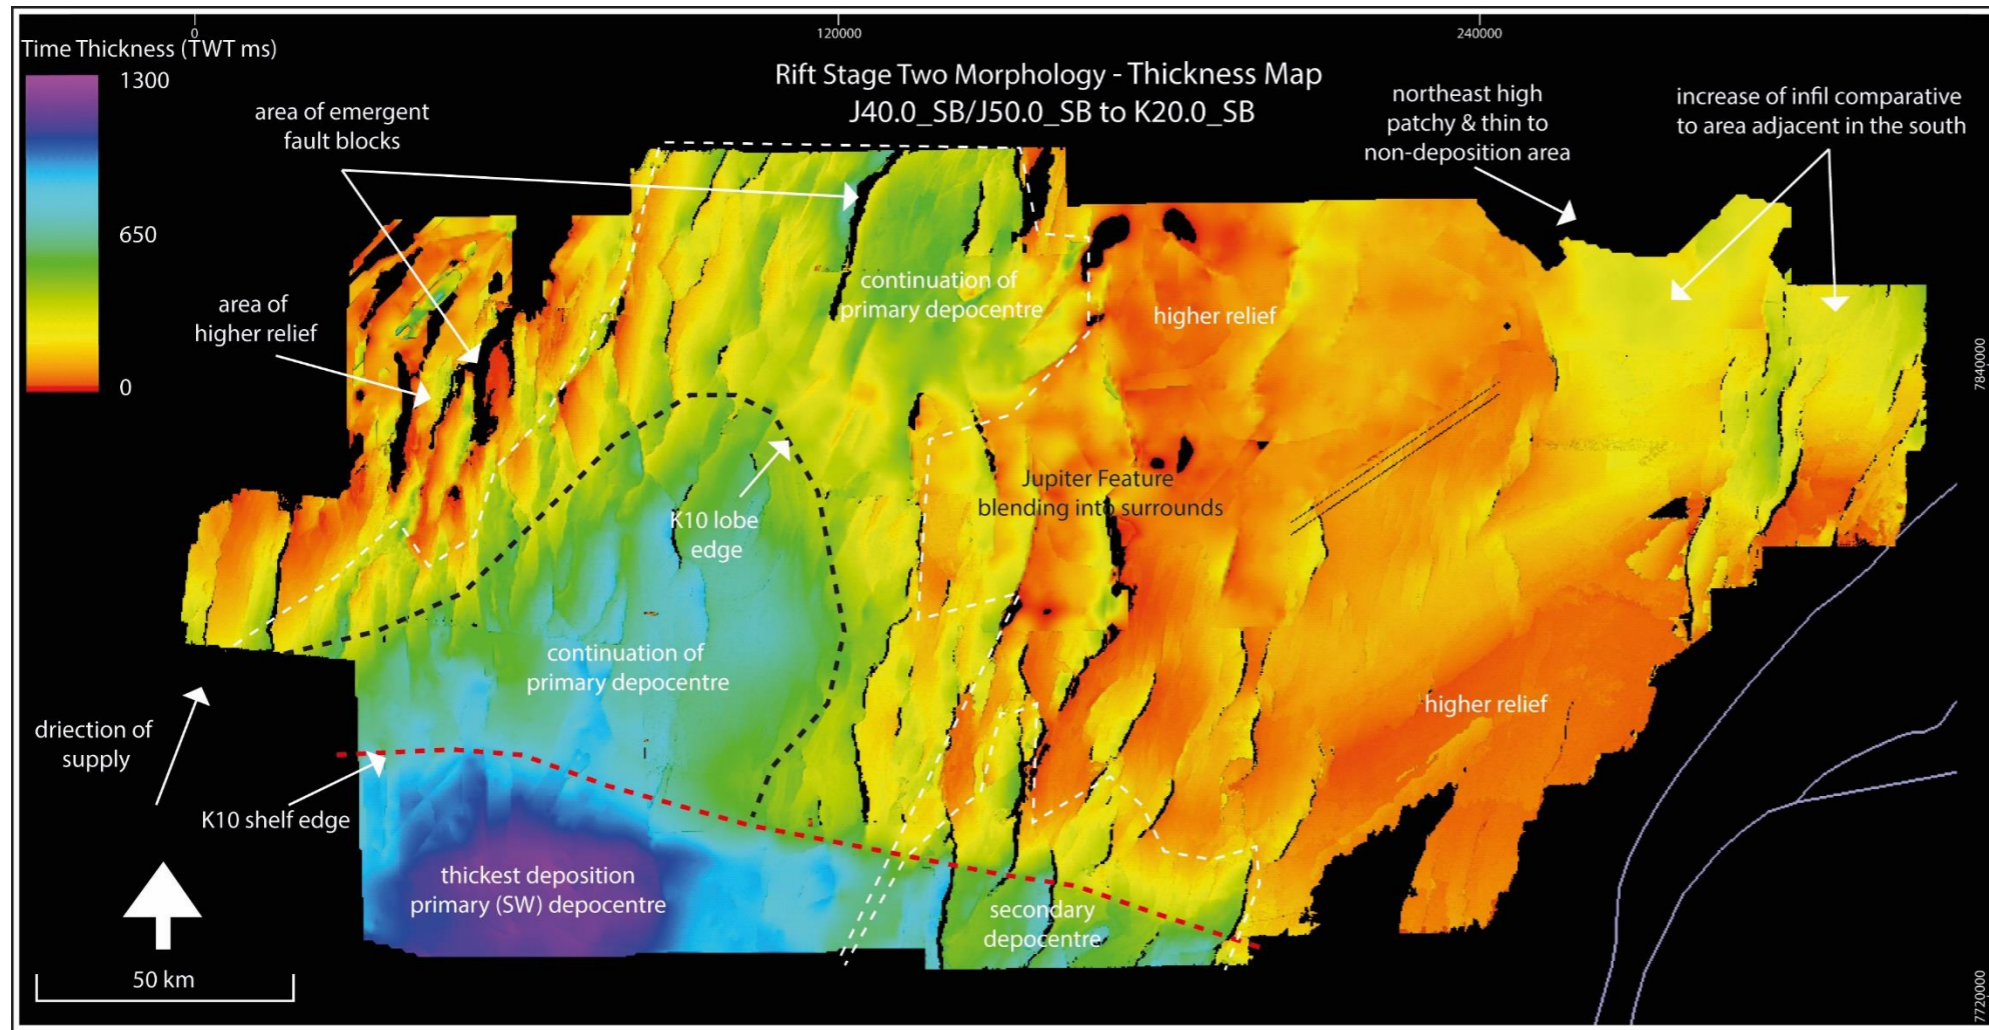 0
120000
240000
Time Thickness (TWT ms)
1300
650
0
Rift Stage Two Morphology - Thickness Map
J40.0_SB/J50.0_SB to K20.0_SB
area of emergent
fault blocks
northeast high
patchy & thin to
non-deposition area
increase of infil comparative
to area adjacent in the south
area of
higher relief
continuation of
primary depocentre
higher relief
7840000
Jupiter Feature
blending into surrounds
K10 lobe
edge
continuation of
primary depocentre
higher relief
driection of
supply
K10 shelf edge
thickest deposition
primary (SW) depocentre
secondary
depocentre
50 km
7720000